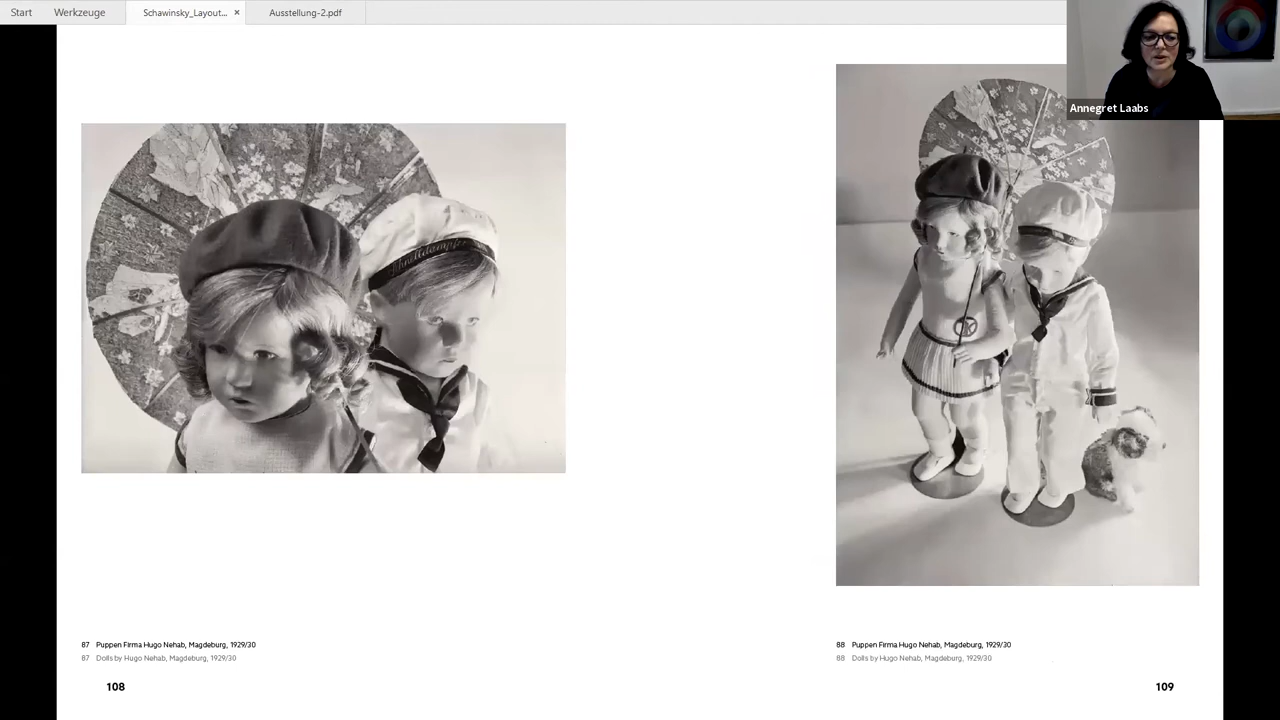 Start
Werkzeuge
Schawinsky_Layout...
Ausstellung-2.pdf
Annegret Laabs
Schnelldampf
87 Puppen Firma Hugo Nehab, Magdeburg, 1929/30
87 Dolls by Hugo Nehab, Magdeburg, 1929/30
108
88 Puppen Firma Hugo Nehab, Magdeburg, 1929/30
88 Dolls by Hugo Nehab, Magdeburg, 1929/30
109